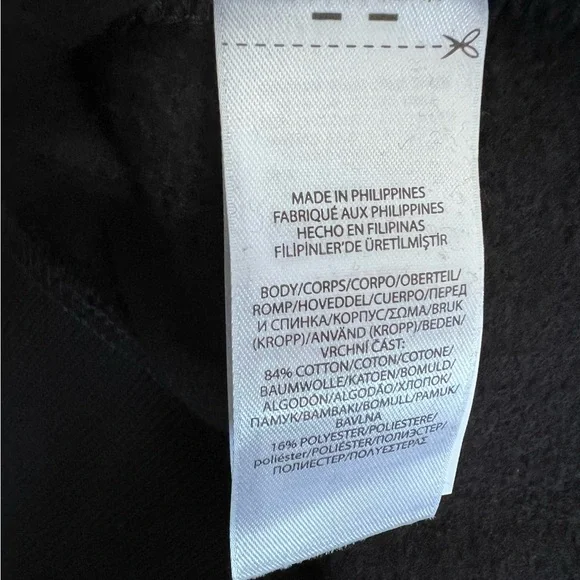 MADE IN PHILIPPINES
FABRIQUÉ AUX PHILIPPINES
HECHO EN FILIPINAS
FİLİPİNLER'DE ÜRETİLMİŞTİR
BODY/CORPS/CORPO/OBERTEIL/
ROMP/HOVEDDEL/CUERPO/ПЕРЕД
И СПИНКА/КОРПУС/ΣΩΜΑ/BRUK
(KROPP)/ANVÄND (KROPP)/BEDEN/
VRCHNÍ ČÁST:
84% COTTON/COTON/COTONE/
BAUMWOLLE/KATOEN/BOMULD/
ALGODÓN/ALGODÃO/ХЛОПОК/
ПАМУК/BAMBAKI/BOMULL/PAMUK/
BAVLNA
16% POLYESTER/POLIESTERE/
poliéster/POLIÉSTER/ПОЛИЭСТЕР/
ПОЛИЕСТЕР/ΠΟΛΥΕΣΤΕΡΑΣ